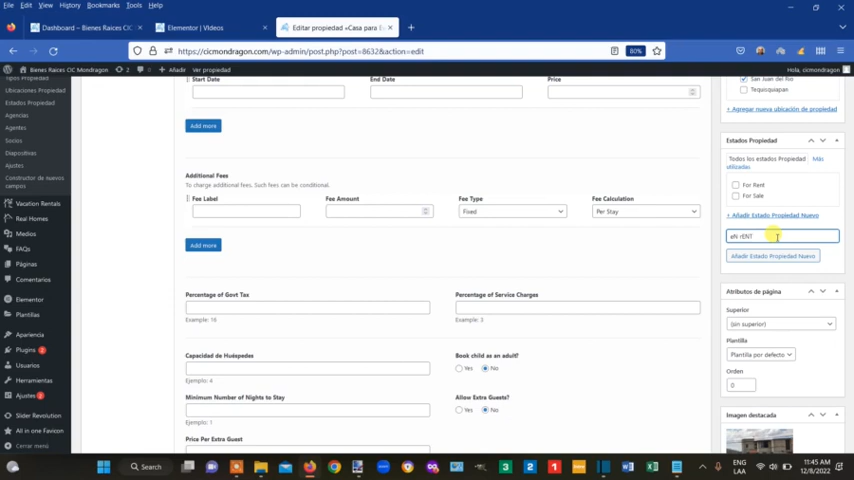 File Edit View History Bookmarks Tools Help
Dashboard – Bienes Raices CIC
Elementor | Videos
Editar propiedad «Casa para
https://cicmondragon.com/wp-admin/post.php?post=8632&action=edit
80%
Bienes Raices CIC Mondragon 2 0 Añadir Ver propiedad
Hola, cicmondragon
Tipos Propiedad
Ubicaciones Propiedad
Estados Propiedad
Agencias
Agentes
Socios
Diapositivas
Ajustes
Constructor de nuevos
campos
Vacation Rentals
Real Homes
Medios
FAQs
Páginas
Comentarios
Elementor
Plantillas
Apariencia
Plugins 2
Usuarios
Herramientas
Ajustes 2
Slider Revolution
All in one Favicon
Cerrar menú
Start Date End Date Price
Add more
Additional Fees
To charge additional fees. Such fees can be conditional.
Fee Label Fee Amount Fee Type Fee Calculation
Fixed Per Stay
Add more
Percentage of Govt Tax Percentage of Service Charges
Example: 16 Example: 3
Capacidad de Huéspedes Book child as an adult?
Yes No
Ejemplo: 4
Minimum Number of Nights to Stay Allow Extra Guests?
Yes No
Ejemplo: 1
Price Per Extra Guest
San Juan del Río
Tequisquiapan
+ Agregar nueva ubicación de propiedad
Estados Propiedad
Todos los estados Propiedad Más
utilizadas
For Rent
For Sale
+ Añadir Estado Propiedad Nuevo
eN rENT
Añadir Estado Propiedad Nuevo
Atributos de página
Superior
(sin superior)
Plantilla
Plantilla por defecto
Orden
0
Imagen destacada
Search
3 2 1
ENG
LAA
11:45 AM
12/8/2022